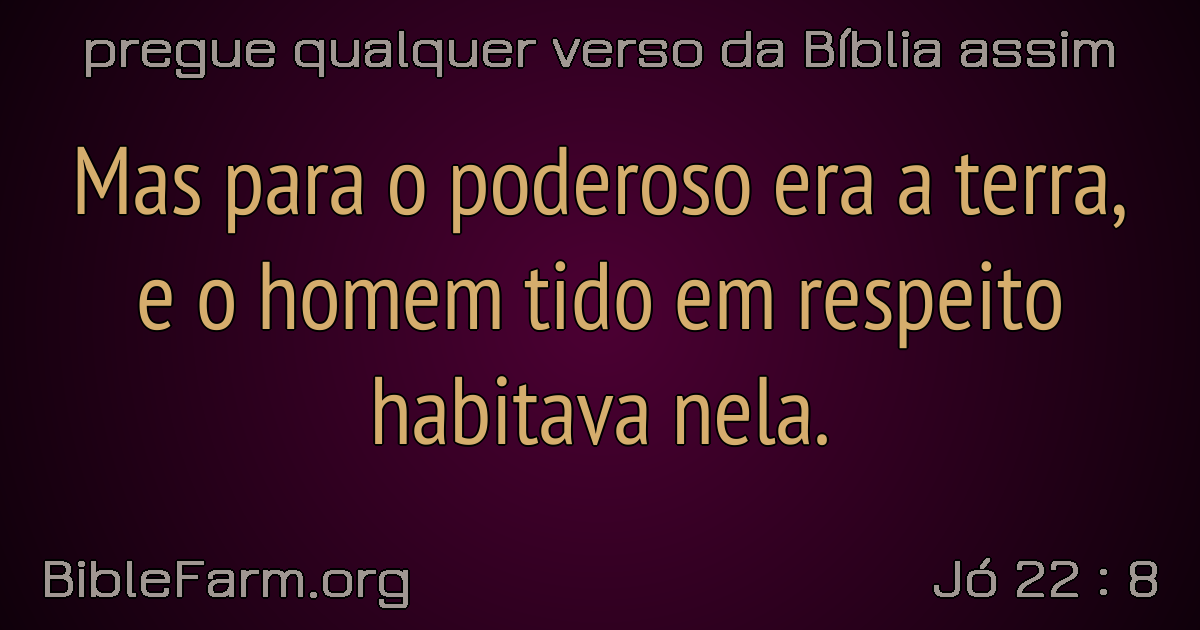 pregue qualquer verso da Bíblia assim
Mas para o poderoso era a terra,
e o homem tido em respeito
habitava nela.
BibleFarm.org
Jó 22 : 8